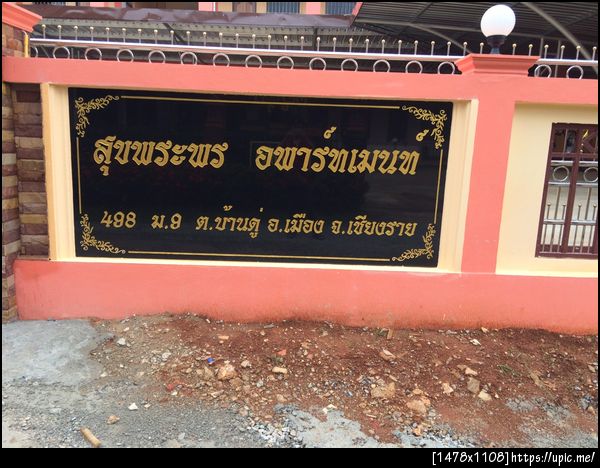 สุขพระพร อพาร์ทเมนท์
498 ม.9 ต.บ้านดู่ อ.เมือง จ.เชียงราย
[1478x1108]https://upic.me/